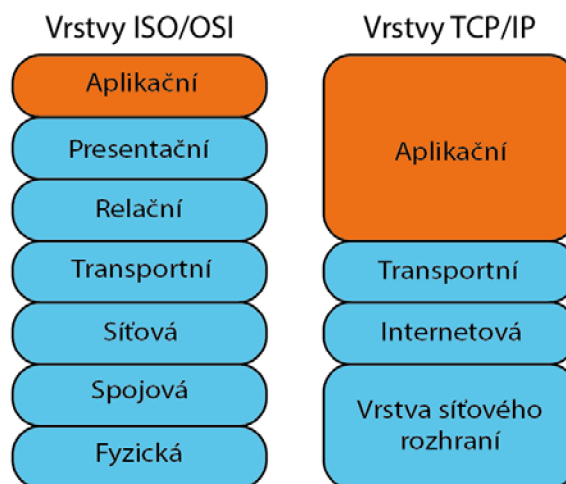 Vrstvy ISO/OSI
Aplikační
Presentační
Relační
Transportní
Síťová
Spojová
Fyzická
Vrstvy TCP/IP
Aplikační
Transportní
Internetová
Vrstva síťového
rozhraní